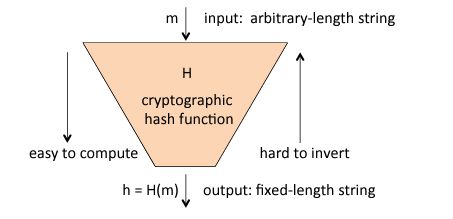 m input: arbitrary-length string
H
cryptographic
hash function
easy to compute
hard to invert
h = H(m) output: fixed-length string